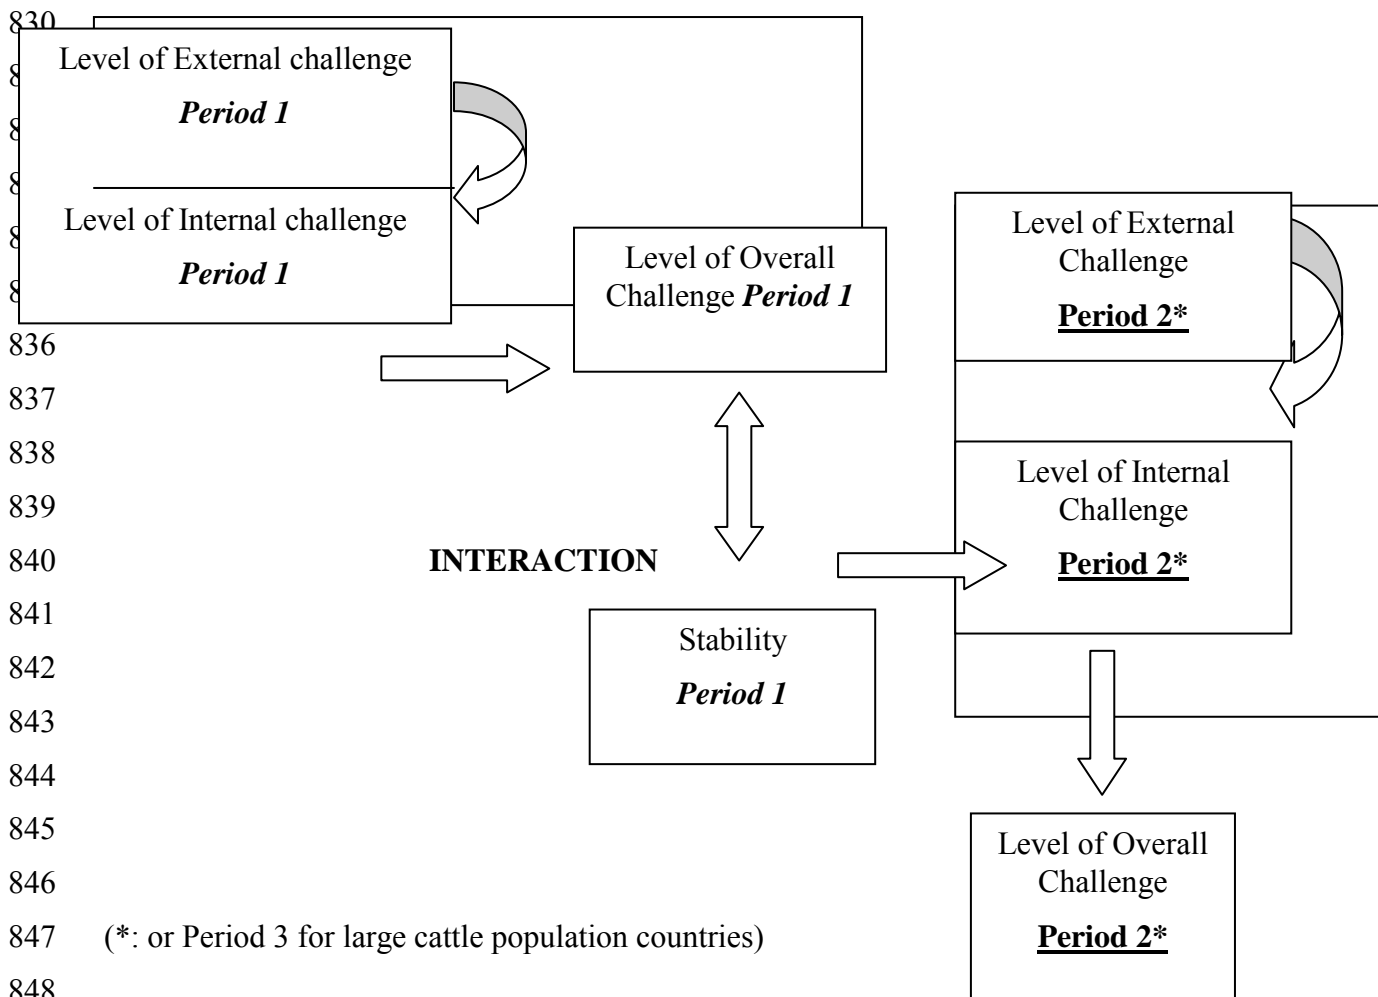 830
Level of External challenge
Period 1
Level of Internal challenge
Period 1
Level of Overall
Challenge Period 1
Level of External
Challenge
Period 2*
836
837
838
Level of Internal
Challenge
Period 2*
839
840
INTERACTION
841
Stability
Period 1
842
843
844
845
Level of Overall
Challenge
Period 2*
846
847
(*: or Period 3 for large cattle population countries)
848